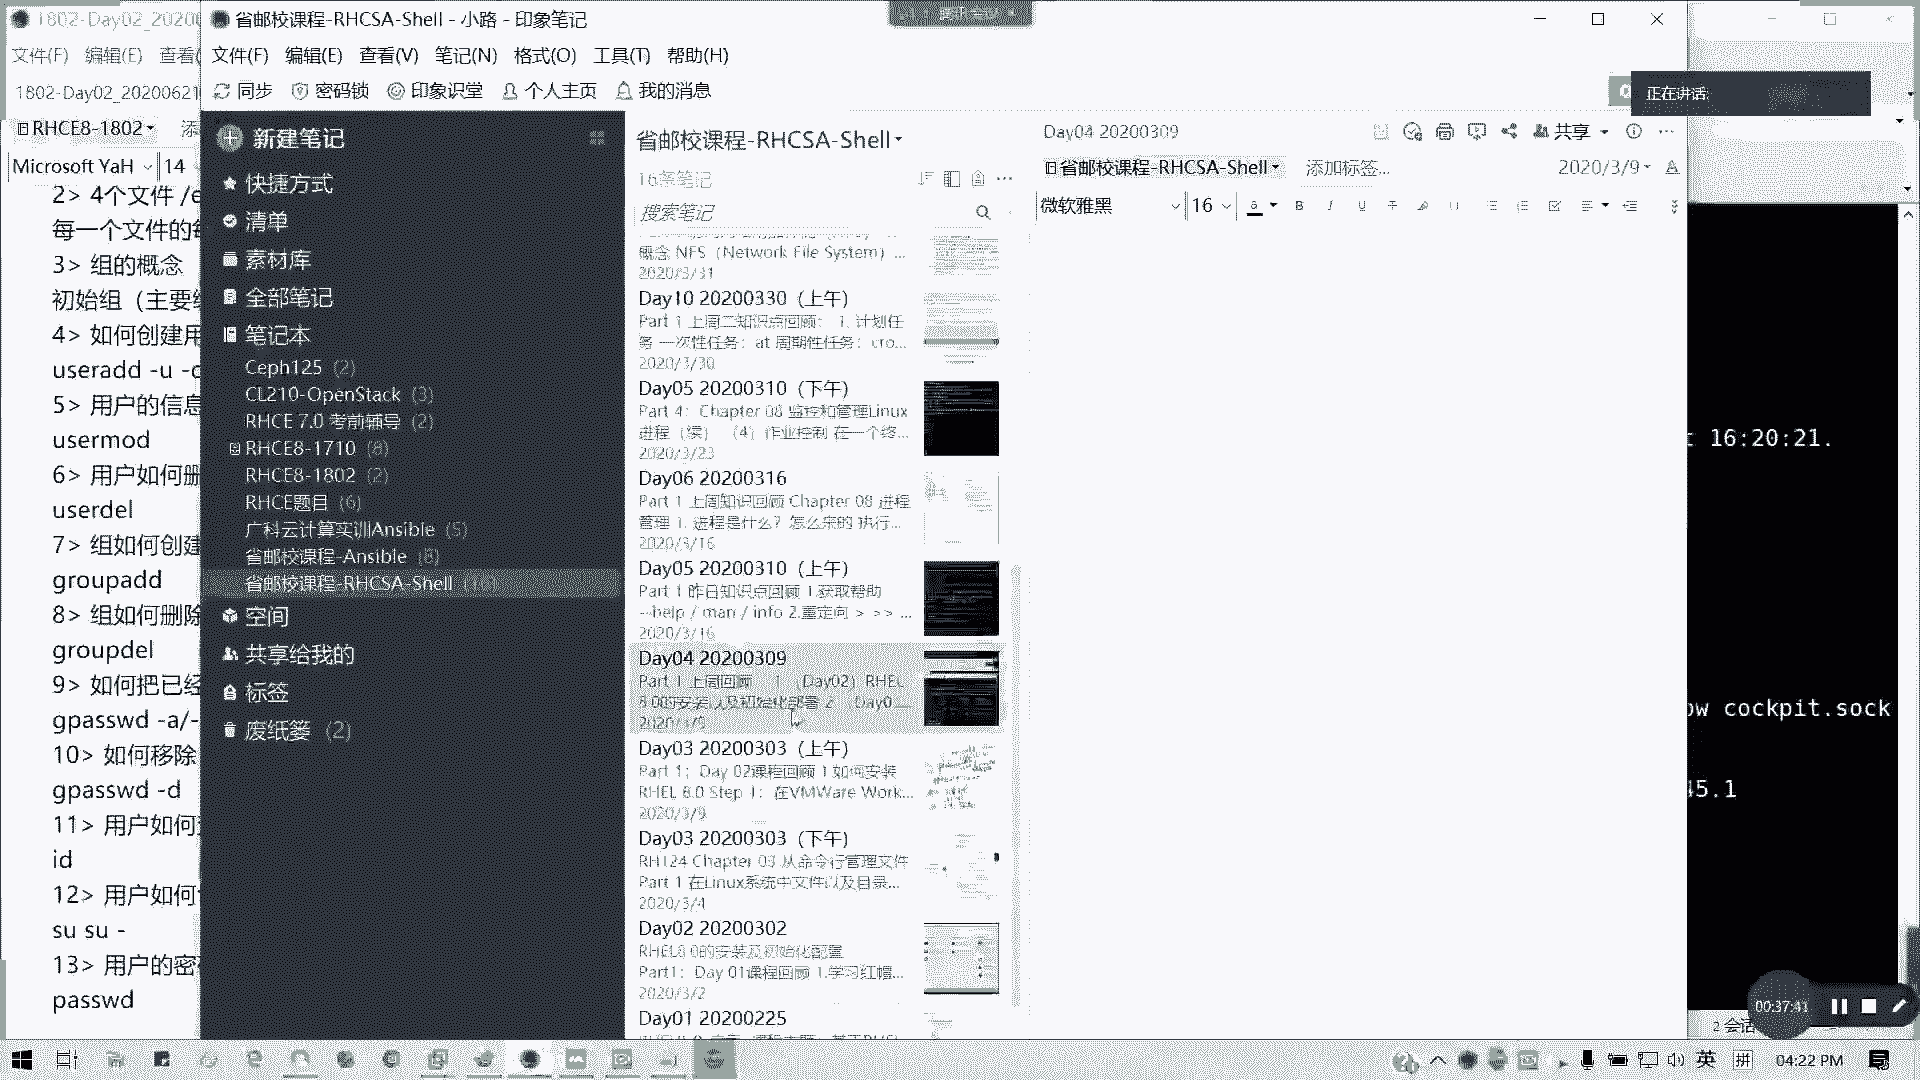 1802-Day02_2020
文件(F) 编辑(E) 查看(
1802-Day02_20200621
RHCE8-1802
Microsoft YaH 14
2> 4个文件 /e
每一个文件的每
3> 组的概念
初始组（主要组
4> 如何创建用
useradd -u -c
5> 用户的信息
usermod
6> 用户如何删
userdel
7> 组如何创建
groupadd
8> 组如何删除
groupdel
9> 如何把已经
gpasswd -a/-
10> 如何移除
gpasswd -d
11> 用户如何
id
12> 用户如何
su su -
13> 用户的密码
passwd
省邮校课程-RHCSA-Shell - 小路 - 印象笔记
文件(F) 编辑(E) 查看(V) 笔记(N) 格式(O) 工具(T) 帮助(H)
同步 密码锁 印象识堂 个人主页 我的消息
新建笔记
快捷方式
清单
素材库
全部笔记
笔记本
Ceph125 (2)
CL210-OpenStack (3)
RHCE 7.0 考前辅导 (2)
RHCE8-1710 (8)
RHCE8-1802 (2)
RHCE题目 (6)
广科云计算实训Ansible (5)
省邮校课程-Ansible (8)
省邮校课程-RHCSA-Shell (16)
空间
共享给我的
标签
废纸篓 (2)
省邮校课程-RHCSA-Shell
16条笔记
搜索笔记
概念 NFS（Network File System）...
2020/3/31
Day10 20200330（上午）
Part 1 上周二知识点回顾： 1. 计划任
务 一次性任务：at 周期性任务：cro...
2020/3/30
Day05 20200310（下午）
Part 4：Chapter 08 监控和管理Linux
进程（续） （4）作业控制 在一个终...
2020/3/23
Day06 20200316
Part 1 上周知识回顾 Chapter 08 进程
管理 1. 进程是什么？怎么来的 执行...
2020/3/16
Day05 20200310（上午）
Part 1 昨日知识点回顾 1.获取帮助
--help / man / info 2.重定向 > >> ...
2020/3/16
Day04 20200309
Part 1 上周回顾 1.（Day02）RHEL
8.0的安装以及初始化部署 2.（Day0...
2020/3/9
Day03 20200303（上午）
Part 1；Day 02课程回顾 1.如何安装
RHEL 8.0 Step 1：在VMWare Work...
2020/3/9
Day03 20200303（下午）
RH124 Chapter 03 从命令行管理文件
Part 1 在Linux系统中文件以及目录...
2020/3/4
Day02 20200302
RHEL8.0的安装及初始化配置
Part1：Day 01课程回顾 1.学习红帽...
2020/3/2
Day01 20200225
Day04 20200309
共享
省邮校课程-RHCSA-Shell 添加标签... 2020/3/9
微软雅黑 16
正在讲话:
t 16:20:21.
ow cockpit.sock
45.1
00:37:41
2 会话
英 拼 04:22 PM